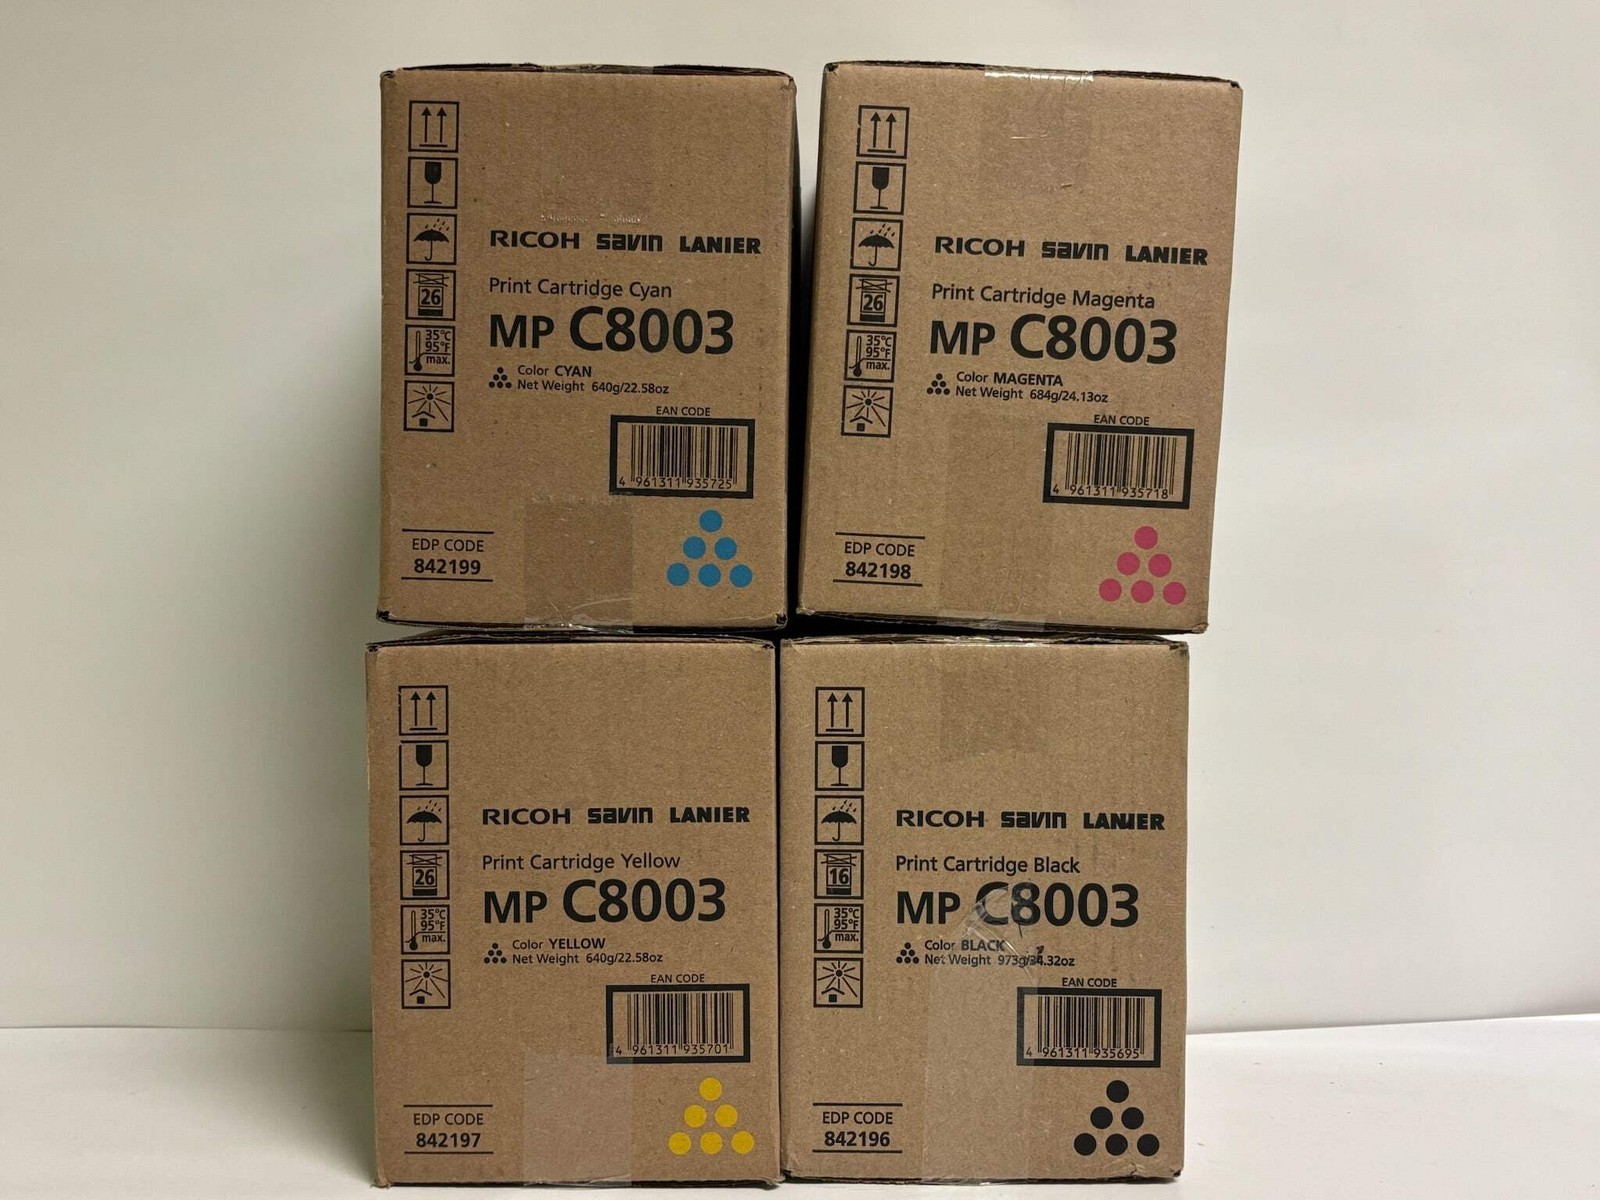 RICOH savin LANIER
Print Cartridge Cyan
MP C8003
Color CYAN
Net Weight 640g/22.58oz
EAN CODE
4 961311 935725
EDP CODE
842199
26
35°C
95°F
max.
RICOH savin LANIER
Print Cartridge Magenta
MP C8003
Color MAGENTA
Net Weight 684g/24.13oz
EAN CODE
4 961311 935718
EDP CODE
842198
26
35°C
95°F
max.
RICOH savin LANIER
Print Cartridge Yellow
MP C8003
Color YELLOW
Net Weight 640g/22.58oz
EAN CODE
4 961311 935701
EDP CODE
842197
26
35°C
95°F
max.
RICOH savin LANIER
Print Cartridge Black
MP C8003
Color BLACK
Net Weight 973g/34.32oz
EAN CODE
4 961311 935695
EDP CODE
842196
16
35°C
95°F
max.